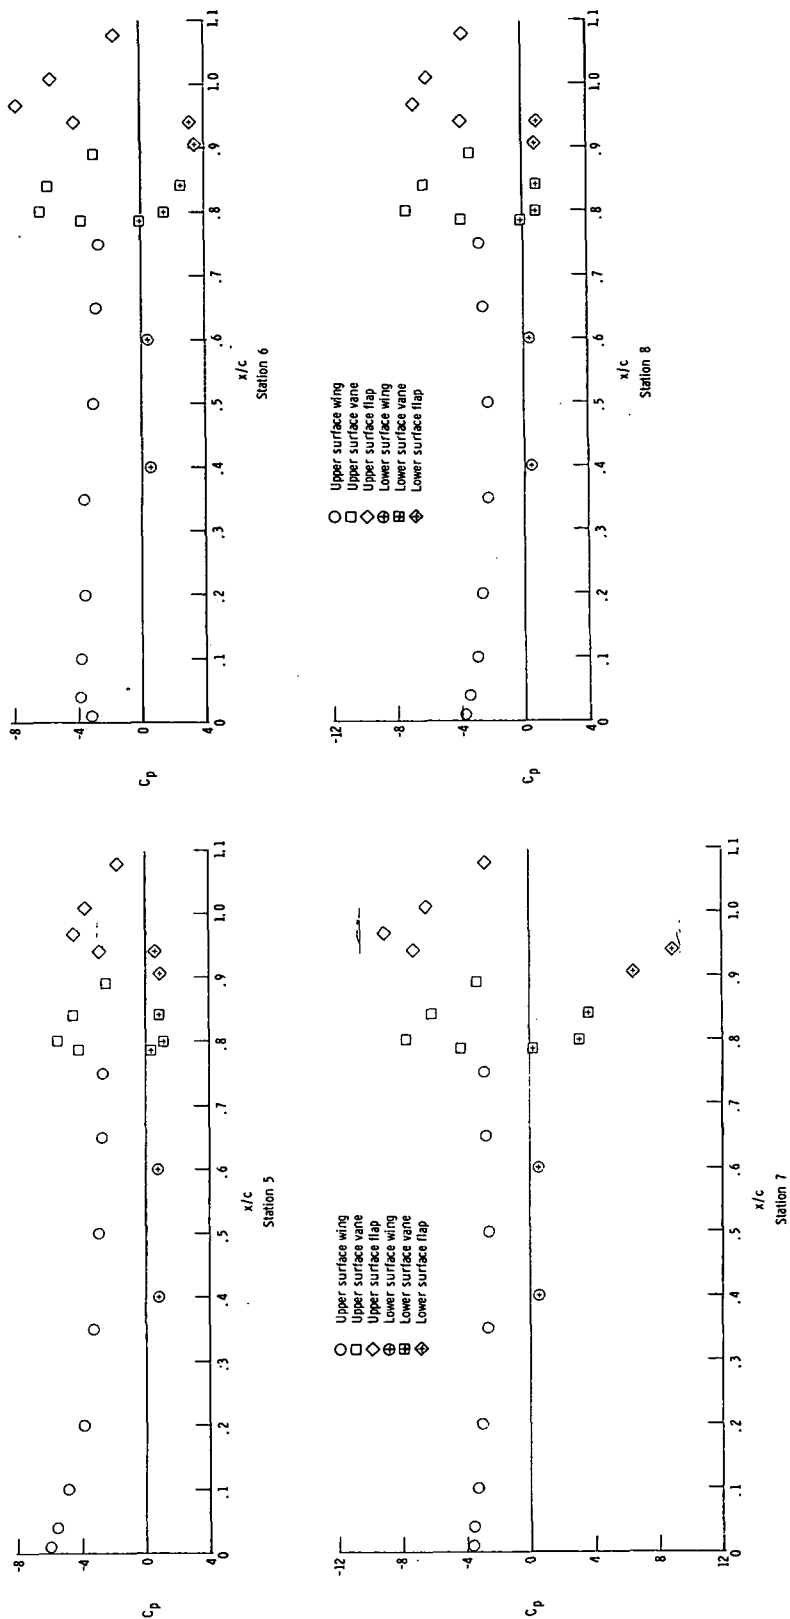 -8
-4
0
4
Cp
0
.1
.2
.3
.4
.5
.6
.7
.8
.9
1.0
1.1
x/c
Station 5
-8
-4
0
4
Cp
0
.1
.2
.3
.4
.5
.6
.7
.8
.9
1.0
1.1
x/c
Station 6
Upper surface wing
Upper surface vane
Upper surface flap
Lower surface wing
Lower surface vane
Lower surface flap
-12
-8
-4
0
4
8
12
Cp
0
.1
.2
.3
.4
.5
.6
.7
.8
.9
1.0
1.1
x/c
Station 7
Upper surface wing
Upper surface vane
Upper surface flap
Lower surface wing
Lower surface vane
Lower surface flap
-12
-8
-4
0
4
Cp
0
.1
.2
.3
.4
.5
.6
.7
.8
.9
1.0
1.1
x/c
Station 8